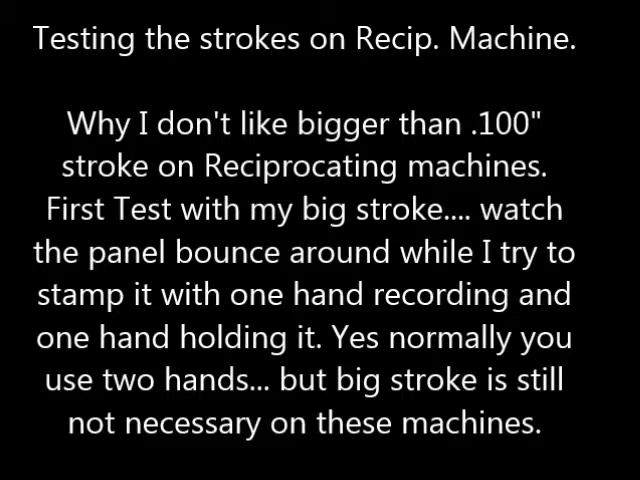 Testing the strokes on Recip. Machine.
Why I don't like bigger than .100"
stroke on Reciprocating machines.
First Test with my big stroke.... watch
the panel bounce around while I try to
stamp it with one hand recording and
one hand holding it. Yes normally you
use two hands... but big stroke is still
not necessary on these machines.